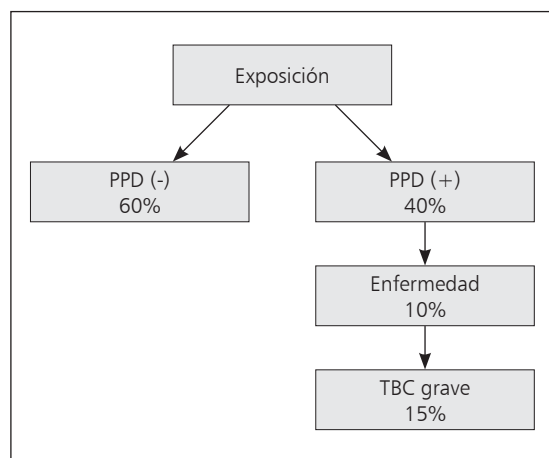 Exposición
PPD (-)
60%
PPD (+)
40%
Enfermedad
10%
TBC grave
15%